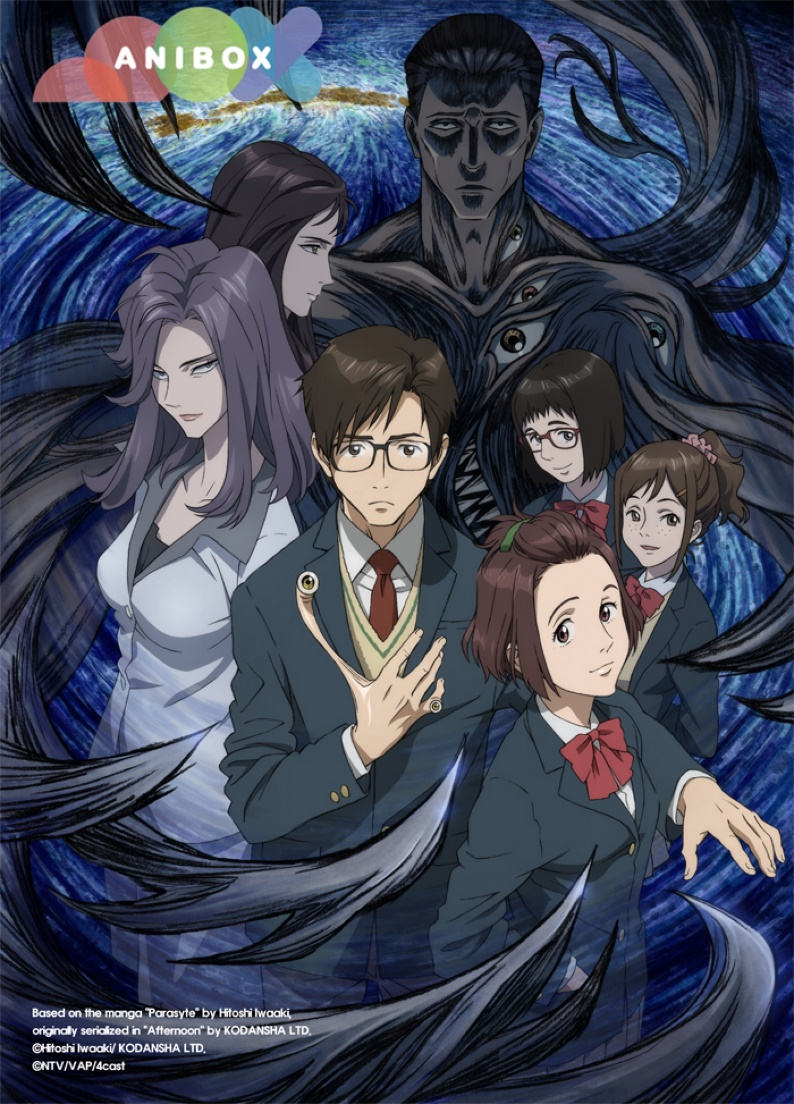 ANIBOX
Based on the manga "Parasyte" by Hitoshi Iwaaki,
originally serialized in "Afternoon" by KODANSHA LTD.
©Hitoshi Iwaaki/ KODANSHA LTD.
©NTV/VAP/4cast